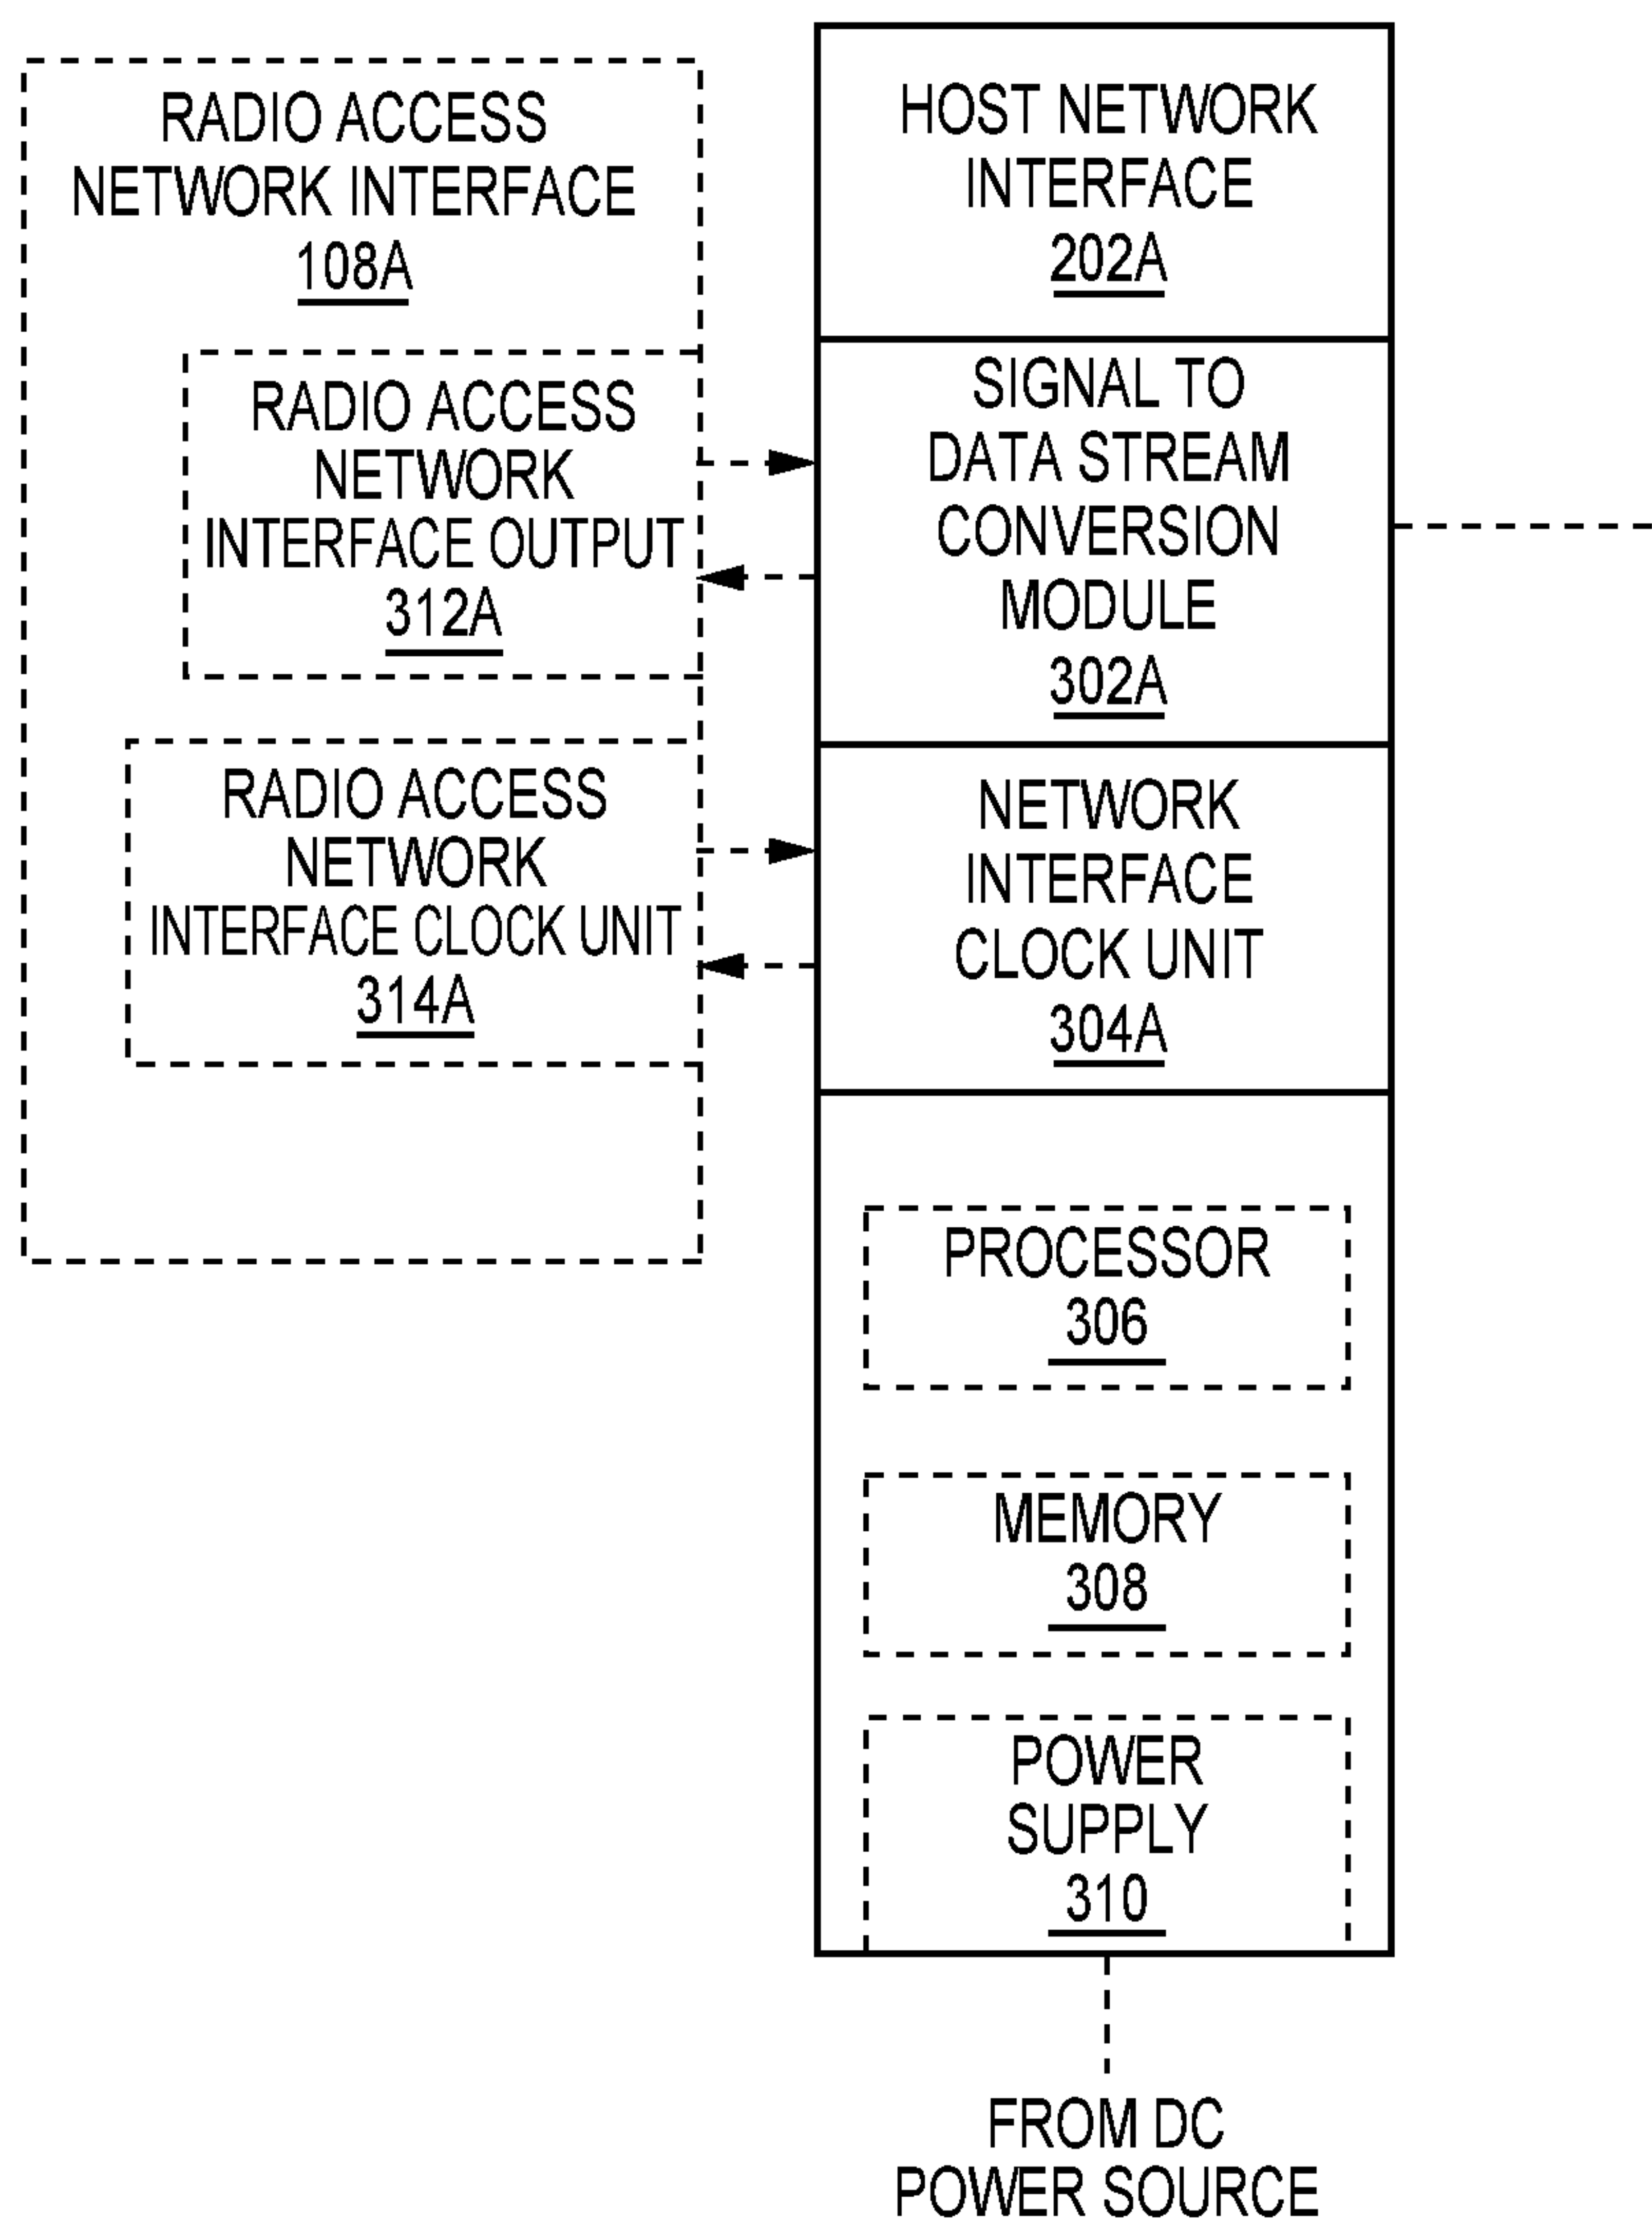 RADIO ACCESS
NETWORK INTERFACE
108A
RADIO ACCESS
NETWORK
INTERFACE OUTPUT
312A
RADIO ACCESS
NETWORK
INTERFACE CLOCK UNIT
314A
HOST NETWORK
INTERFACE
202A
SIGNAL TO
DATA STREAM
CONVERSION
MODULE
302A
NETWORK
INTERFACE
CLOCK UNIT
304A
PROCESSOR
306
MEMORY
308
POWER
SUPPLY
310
FROM DC
POWER SOURCE